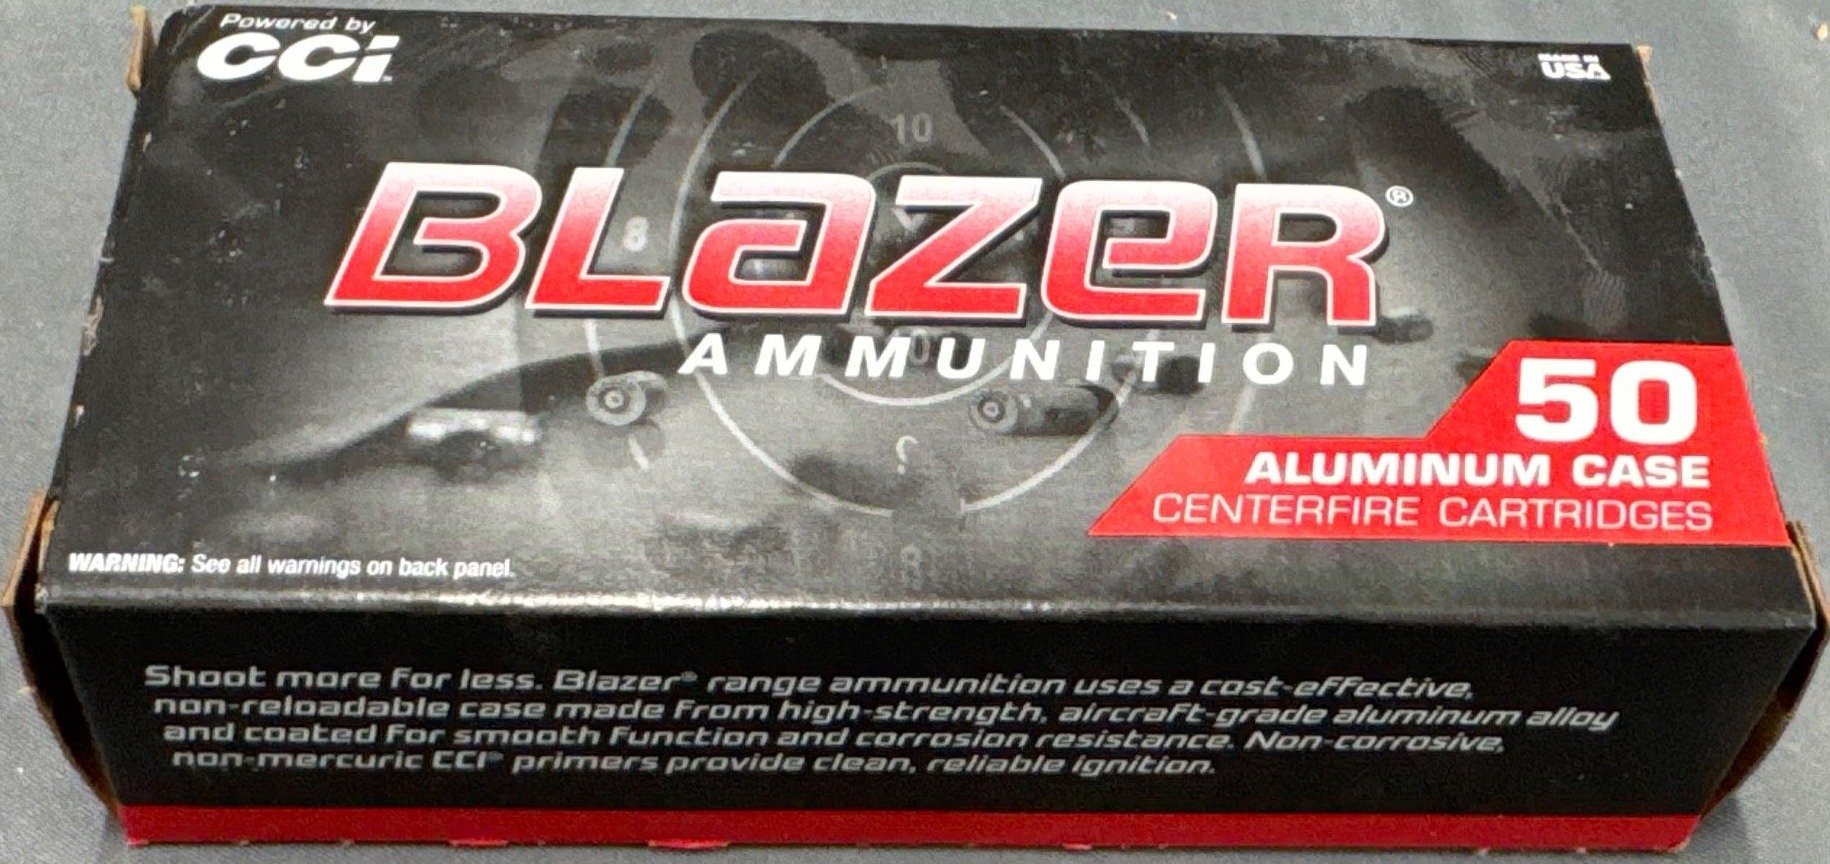 Powered by
CCI
MADE IN
USA
10
8
BLazeR®
AMMUNITION
50
ALUMINUM CASE
CENTERFIRE CARTRIDGES
WARNING: See all warnings on back panel.
Shoot more for less. Blazer® range ammunition uses a cost-effective,
non-reloadable case made from high-strength, aircraft-grade aluminum alloy
and coated for smooth function and corrosion resistance. Non-corrosive,
non-mercuric CCI® primers provide clean, reliable ignition.